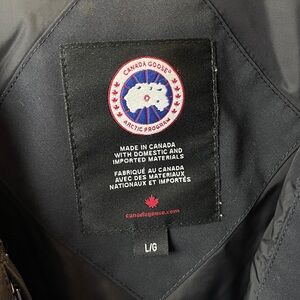 CANADA GOOSE®
ARCTIC PROGRAM
MADE IN CANADA
WITH DOMESTIC AND
IMPORTED MATERIALS
FABRIQUÉ AU CANADA
AVEC DES MATERIAUX
NATIONAUX ET IMPORTÉS
canadagoose.com
L/G